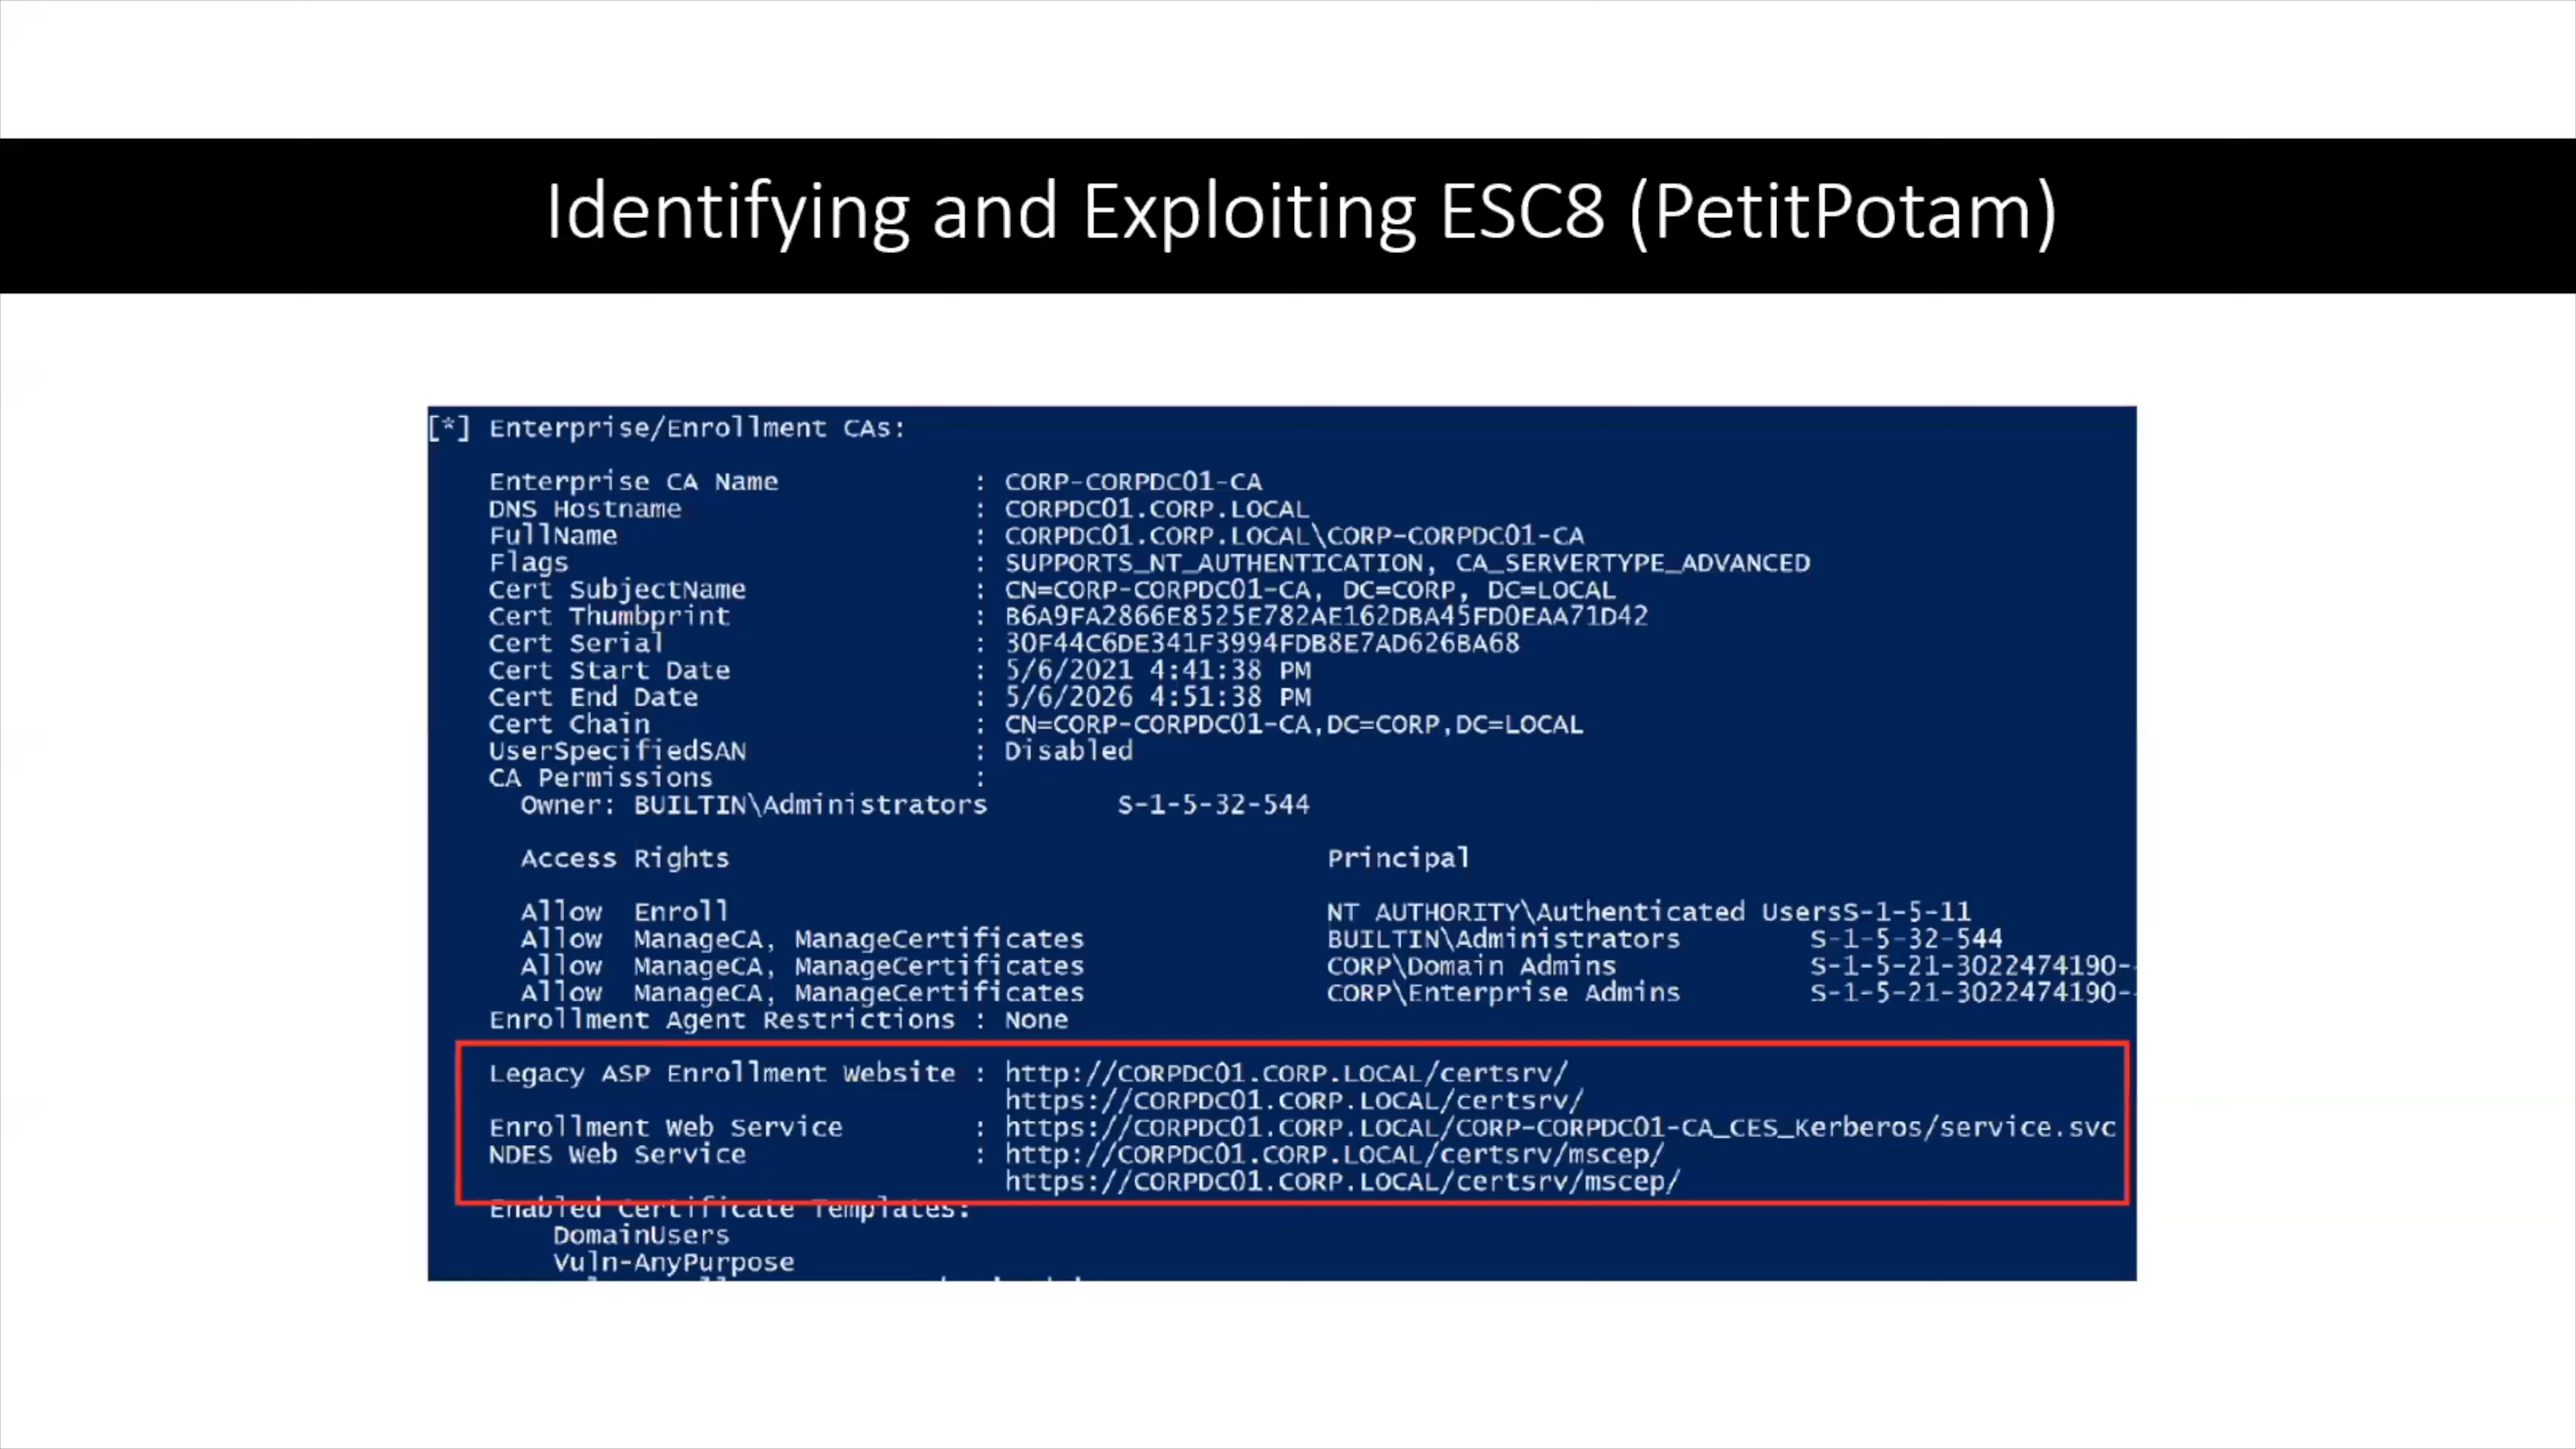 Identifying and Exploiting ESC8 (PetitPotam)
[*] Enterprise/Enrollment CAs:
Enterprise CA Name : CORP-CORPDC01-CA
DNS Hostname : CORPDC01.CORP.LOCAL
FullName : CORPDC01.CORP.LOCAL\CORP-CORPDC01-CA
Flags : SUPPORTS_NT_AUTHENTICATION, CA_SERVERTYPE_ADVANCED
Cert SubjectName : CN=CORP-CORPDC01-CA, DC=CORP, DC=LOCAL
Cert Thumbprint : B6A9FA2866E8525E782AE162DBA45FD0EAA71D42
Cert Serial : 30F44C6DE341F3994FDB8E7AD626BA68
Cert Start Date : 5/6/2021 4:41:38 PM
Cert End Date : 5/6/2026 4:51:38 PM
Cert Chain : CN=CORP-CORPDC01-CA,DC=CORP,DC=LOCAL
UserSpecifiedSAN : Disabled
CA Permissions :
Owner: BUILTIN\Administrators S-1-5-32-544
Access Rights Principal
Allow Enroll NT AUTHORITY\Authenticated UsersS-1-5-11
Allow ManageCA, ManageCertificates BUILTIN\Administrators S-1-5-32-544
Allow ManageCA, ManageCertificates CORP\Domain Admins S-1-5-21-3022474190-
Allow ManageCA, ManageCertificates CORP\Enterprise Admins S-1-5-21-3022474190-
Enrollment Agent Restrictions : None
Legacy ASP Enrollment Website : http://CORPDC01.CORP.LOCAL/certsrv/
https://CORPDC01.CORP.LOCAL/certsrv/
Enrollment Web Service : https://CORPDC01.CORP.LOCAL/CORP-CORPDC01-CA_CES_Kerberos/service.svc
NDES Web Service : http://CORPDC01.CORP.LOCAL/certsrv/mscep/
https://CORPDC01.CORP.LOCAL/certsrv/mscep/
Enabled Certificate Templates:
DomainUsers
Vuln-AnyPurpose